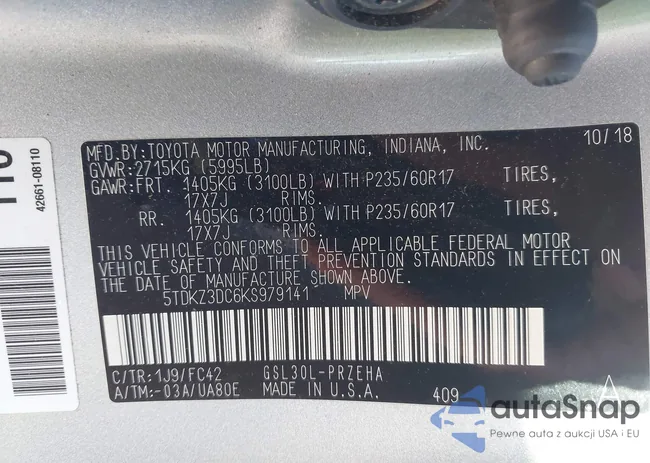 MFD.BY:TOYOTA MOTOR MANUFACTURING, INDIANA, INC. 10/18
GVWR:2715KG (5995LB)
GAWR:FRT. 1405KG (3100LB) WITH P235/60R17 TIRES,
17X7J RIMS.
RR. 1405KG (3100LB) WITH P235/60R17 TIRES,
17X7J RIMS.
THIS VEHICLE CONFORMS TO ALL APPLICABLE FEDERAL MOTOR
VEHICLE SAFETY AND THEFT PREVENTION STANDARDS IN EFFECT ON
THE DATE OF MANUFACTURE SHOWN ABOVE.
5TDKZ3DC6KS979141 MPV
C/TR:1J9/FC42 GSL30L-PRZEHA
A/TM:-03A/UA80E MADE IN U.S.A. 409 A
42661-08110
autaSnap
Pewne auta z aukcji USA i EU